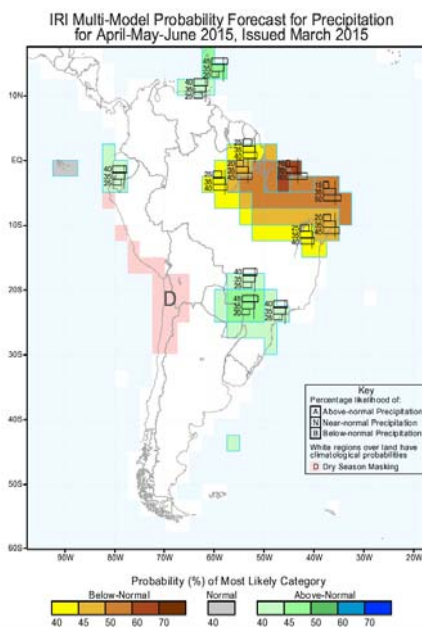 IRI Multi-Model Probability Forecast for Precipitation
for April-May-June 2015, Issued March 2015
10N
EQ
10S
20S
30S
40S
50S
60S
D
Key
Percentage likelihood of:
A Above-normal Precipitation
N Near-normal Precipitation
B Below-normal Precipitation
White regions over land have
climatological probabilities
D Dry Season Masking
90W 80W 70W 60W 50W 40W 30W 20W
Probability (%) of Most Likely Category
Below-Normal Normal Above-Normal
40 45 50 60 70 40 40 45 50 60 70